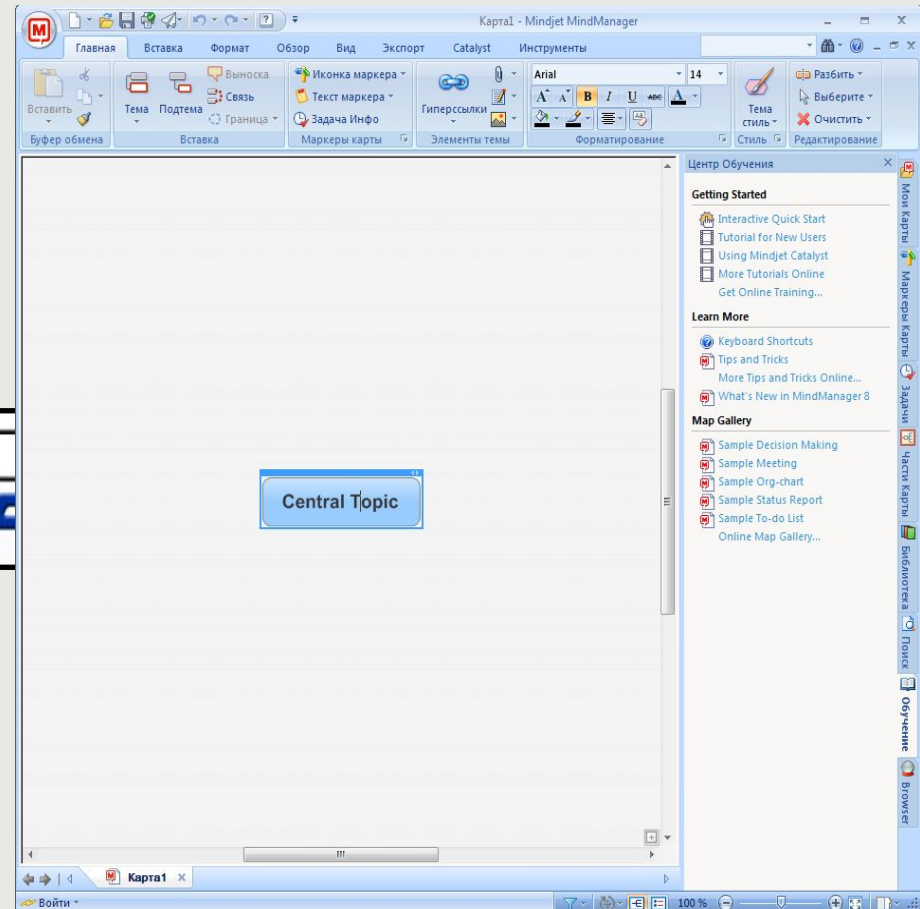 Карта1 - Mindjet MindManager
Главная Вставка Формат Обзор Вид Экспорт Catalyst Инструменты
Вставить
Буфер обмена
Тема Подтема
Выноска
Связь
Граница
Вставка
Иконка маркера
Текст маркера
Задача Инфо
Маркеры карты
Гиперссылки
Элементы темы
Arial 14
A A B I U ABC A
Форматирование
Тема стиль
Стиль
Разбить
Выберите
Очистить
Редактирование
Central Topic
Центр Обучения
Getting Started
Interactive Quick Start
Tutorial for New Users
Using Mindjet Catalyst
More Tutorials Online
Get Online Training...
Learn More
Keyboard Shortcuts
Tips and Tricks
More Tips and Tricks Online...
What's New in MindManager 8
Map Gallery
Sample Decision Making
Sample Meeting
Sample Org-chart
Sample Status Report
Sample To-do List
Online Map Gallery...
Мои Карты
Маркеры Карты
Задачи
Части Карты
Библиотека
Поиск
Обучение
Browser
Карта1
Войти
100 %